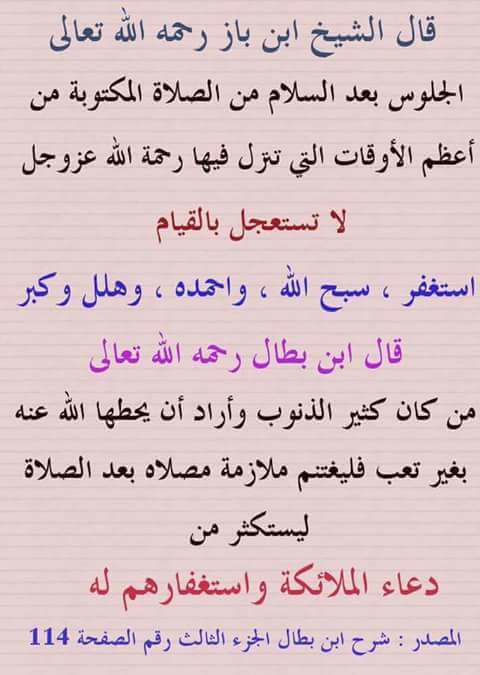 قال الشيخ ابن باز رحمه الله تعالى
الجلوس بعد السلام من الصلاة المكتوبة من
أعظم الأوقات التي تنزل فيها رحمة الله عزوجل
لا تستعجل بالقيام
استغفر ، سبح الله ، واحمده ، وهلل وكبر
قال ابن بطال رحمه الله تعالى
من كان كثير الذنوب وأراد أن يحطها الله عنه
بغير تعب فليغتنم ملازمة مصلاه بعد الصلاة
ليستكثر من
دعاء الملائكة واستغفارهم له
المصدر : شرح ابن بطال الجزء الثالث رقم الصفحة 114